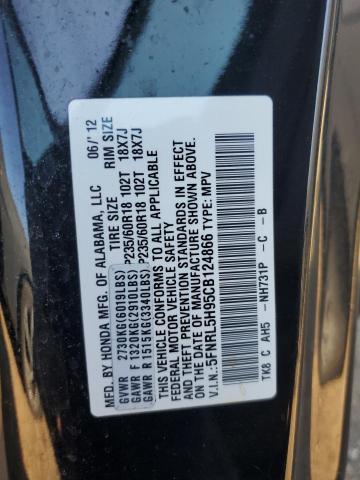 MFD. BY HONDA MFG. OF ALABAMA, LLC 06/'12
TIRE SIZE RIM SIZE
GVWR 2730KG(6019LBS)
GAWR F 1320KG(2910LBS) P235/60R18 102T 18X7J
GAWR R 1515KG(3340LBS) P235/60R18 102T 18X7J
THIS VEHICLE CONFORMS TO ALL APPLICABLE
FEDERAL MOTOR VEHICLE SAFETY
AND THEFT PREVENTION STANDARDS IN EFFECT
ON THE DATE OF MANUFACTURE SHOWN ABOVE.
V.I.N.:5FNRL5H95CB124866 TYPE: MPV
TK8 C AH5 -NH731P -C -B